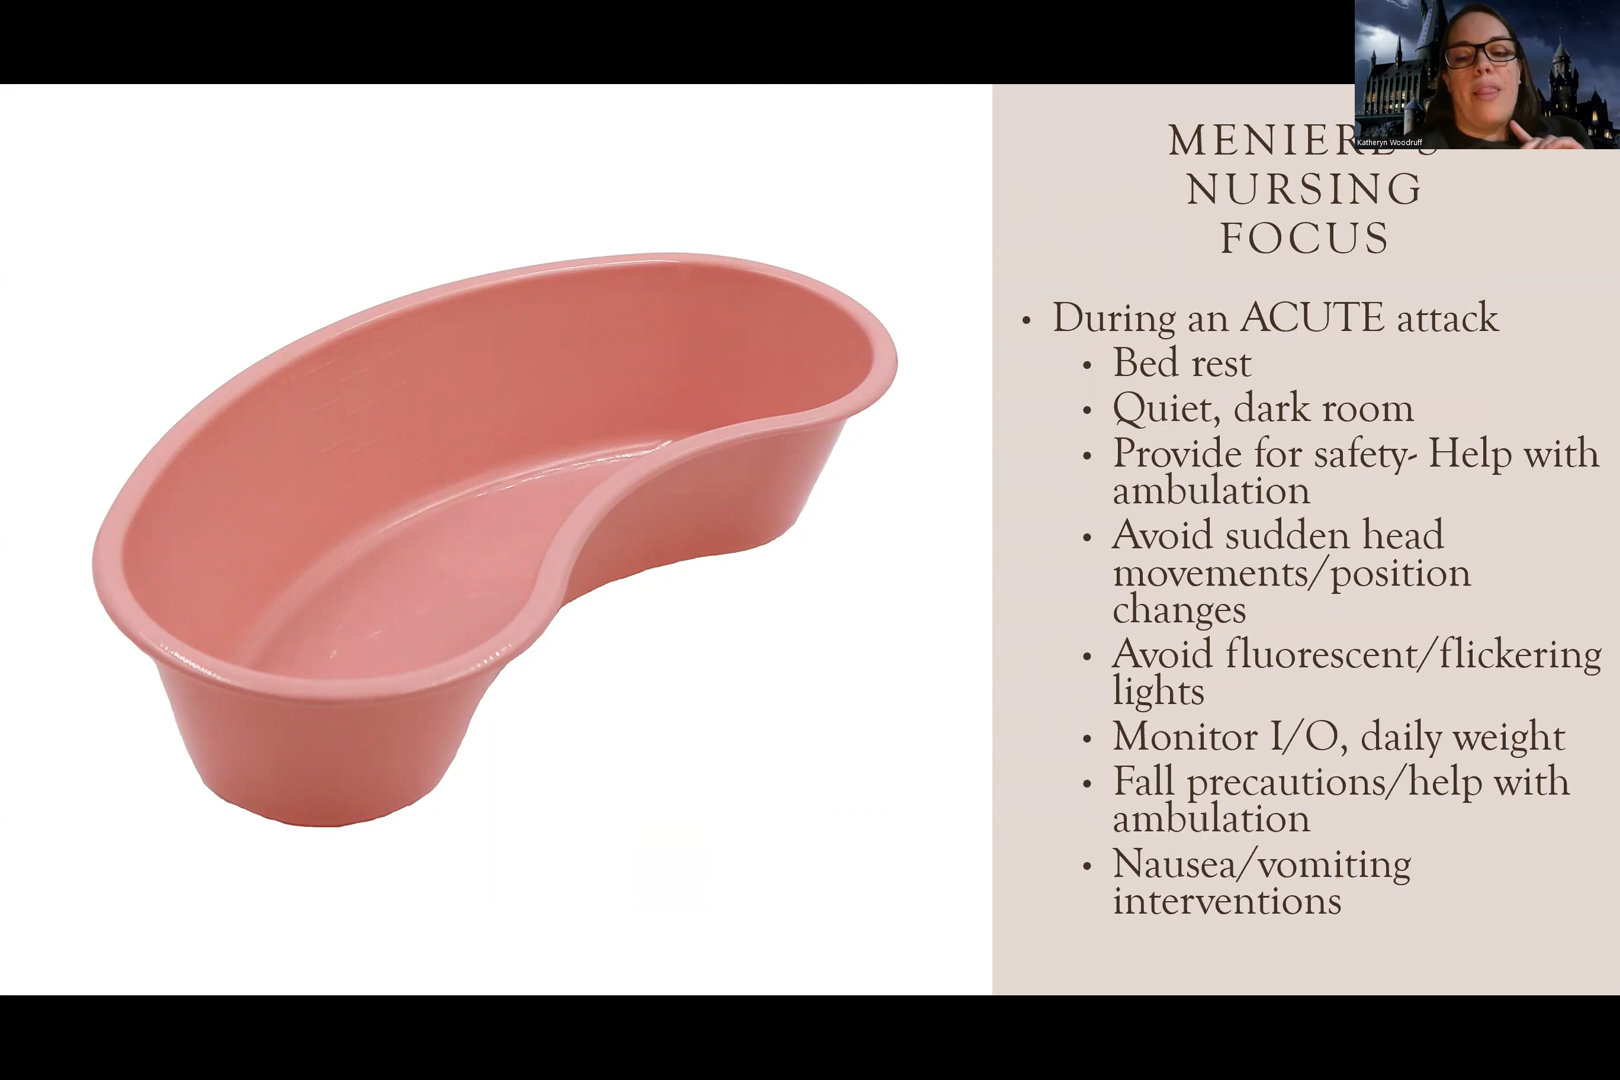 Katheryn Woodruff
MENIERE'S
NURSING
FOCUS
• During an ACUTE attack
• Bed rest
• Quiet, dark room
• Provide for safety- Help with
ambulation
• Avoid sudden head
movements/position
changes
• Avoid fluorescent/flickering
lights
• Monitor I/O, daily weight
• Fall precautions/help with
ambulation
• Nausea/vomiting
interventions